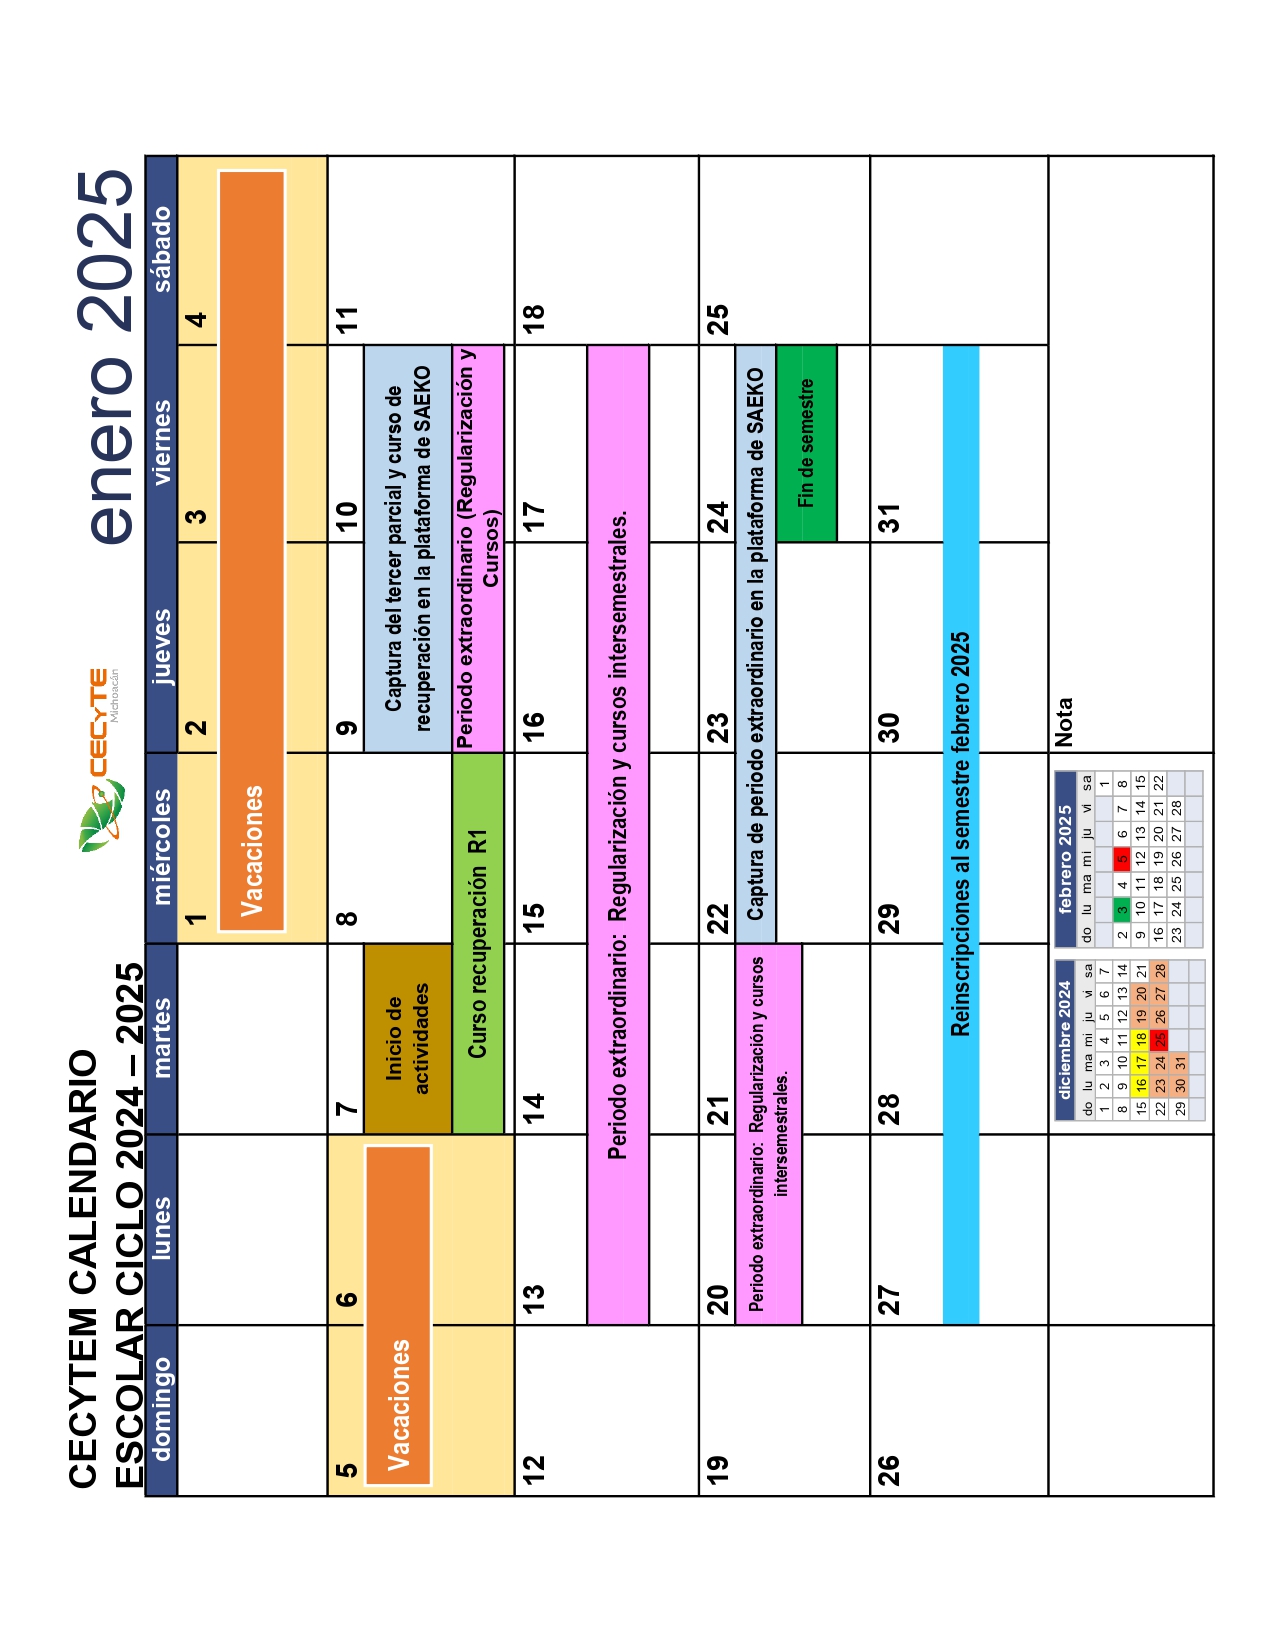 CECYTEM CALENDARIO
ESCOLAR CICLO 2024 – 2025
CECyTE
Michoacán
enero 2025
domingo lunes martes miércoles jueves viernes sábado
1 2 3 4
Vacaciones
5 6 7 8 9 10 11
Vacaciones
Inicio de
actividades
Captura del tercer parcial y curso de
recuperación en la plataforma de SAEKO
Curso recuperación R1
Periodo extraordinario (Regularización y
Cursos)
12 13 14 15 16 17 18
Periodo extraordinario: Regularización y cursos intersemestrales.
19 20 21 22 23 24 25
Periodo extraordinario: Regularización y cursos
intersemestrales.
Captura de periodo extraordinario en la plataforma de SAEKO
Fin de semestre
26 27 28 29 30 31
Reinscripciones al semestre febrero 2025
diciembre 2024
do lu ma mi ju vi sa
1 2 3 4 5 6 7
8 9 10 11 12 13 14
15 16 17 18 19 20 21
22 23 24 25 26 27 28
29 30 31
febrero 2025
do lu ma mi ju vi sa
1
2 3 4 5 6 7 8
9 10 11 12 13 14 15
16 17 18 19 20 21 22
23 24 25 26 27 28
Nota